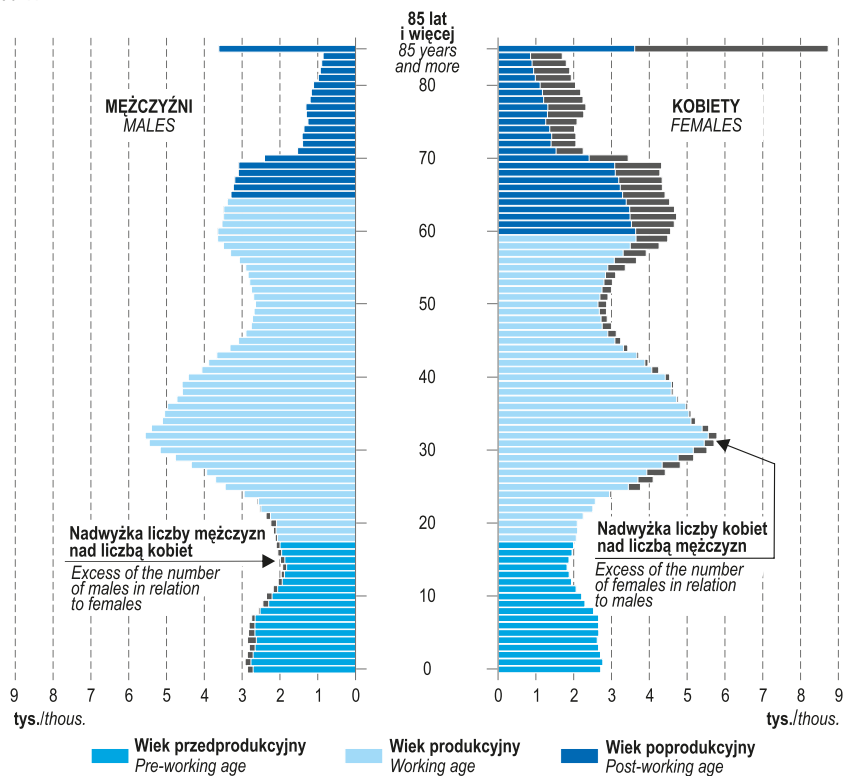 85 lat
i więcej
85 years
and more
MĘŻCZYŹNI
MALES
KOBIETY
FEMALES
80
70
60
50
40
30
20
10
0
Nadwyżka liczby mężczyzn
nad liczbą kobiet
Excess of the number
of males in relation
to females
Nadwyżka liczby kobiet
nad liczbą mężczyzn
Excess of the number
of females in relation
to males
9 8 7 6 5 4 3 2 1 0
0 1 2 3 4 5 6 7 8 9
tys./thous.
tys./thous.
Wiek przedprodukcyjny
Pre-working age
Wiek produkcyjny
Working age
Wiek poprodukcyjny
Post-working age